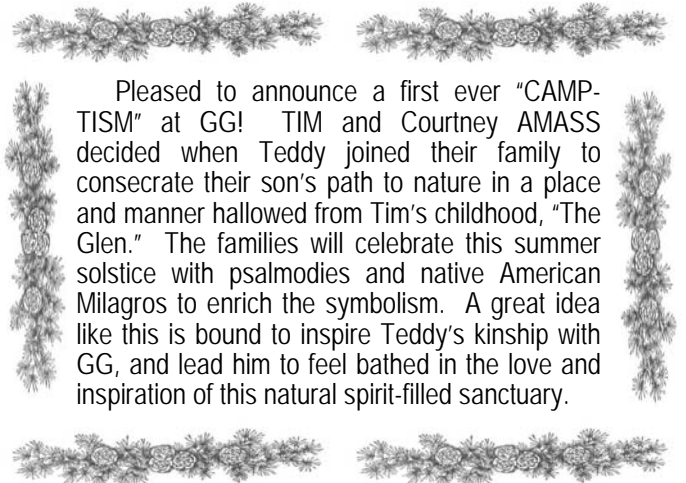 Pleased to announce a first ever “CAMP-
TISM” at GG! TIM and Courtney AMASS
decided when Teddy joined their family to
consecrate their son’s path to nature in a place
and manner hallowed from Tim’s childhood, “The
Glen.” The families will celebrate this summer
solstice with psalmodies and native American
Milagros to enrich the symbolism. A great idea
like this is bound to inspire Teddy’s kinship with
GG, and lead him to feel bathed in the love and
inspiration of this natural spirit-filled sanctuary.